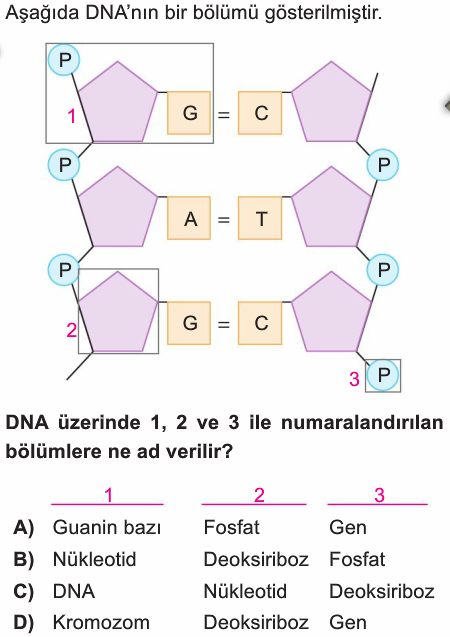 Aşağıda DNA'nın bir bölümü gösterilmiştir.
P
1
G = C
P
P
A = T
P
P
2
G = C
3
P
DNA üzerinde 1, 2 ve 3 ile numaralandırılan
bölümlere ne ad verilir?
1 2 3
A) Guanin bazı Fosfat Gen
B) Nükleotid Deoksiriboz Fosfat
C) DNA Nükleotid Deoksiriboz
D) Kromozom Deoksiriboz Gen